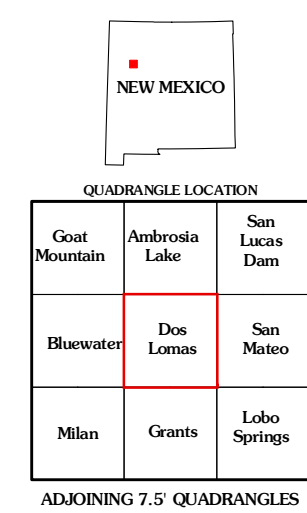 NEW MEXICO
QUADRANGLE LOCATION
Goat
Mountain
Ambrosia
Lake
San
Lucas
Dam
Bluewater
Dos
Lomas
San
Mateo
Milan
Grants
Lobo
Springs
ADJOINING 7.5' QUADRANGLES